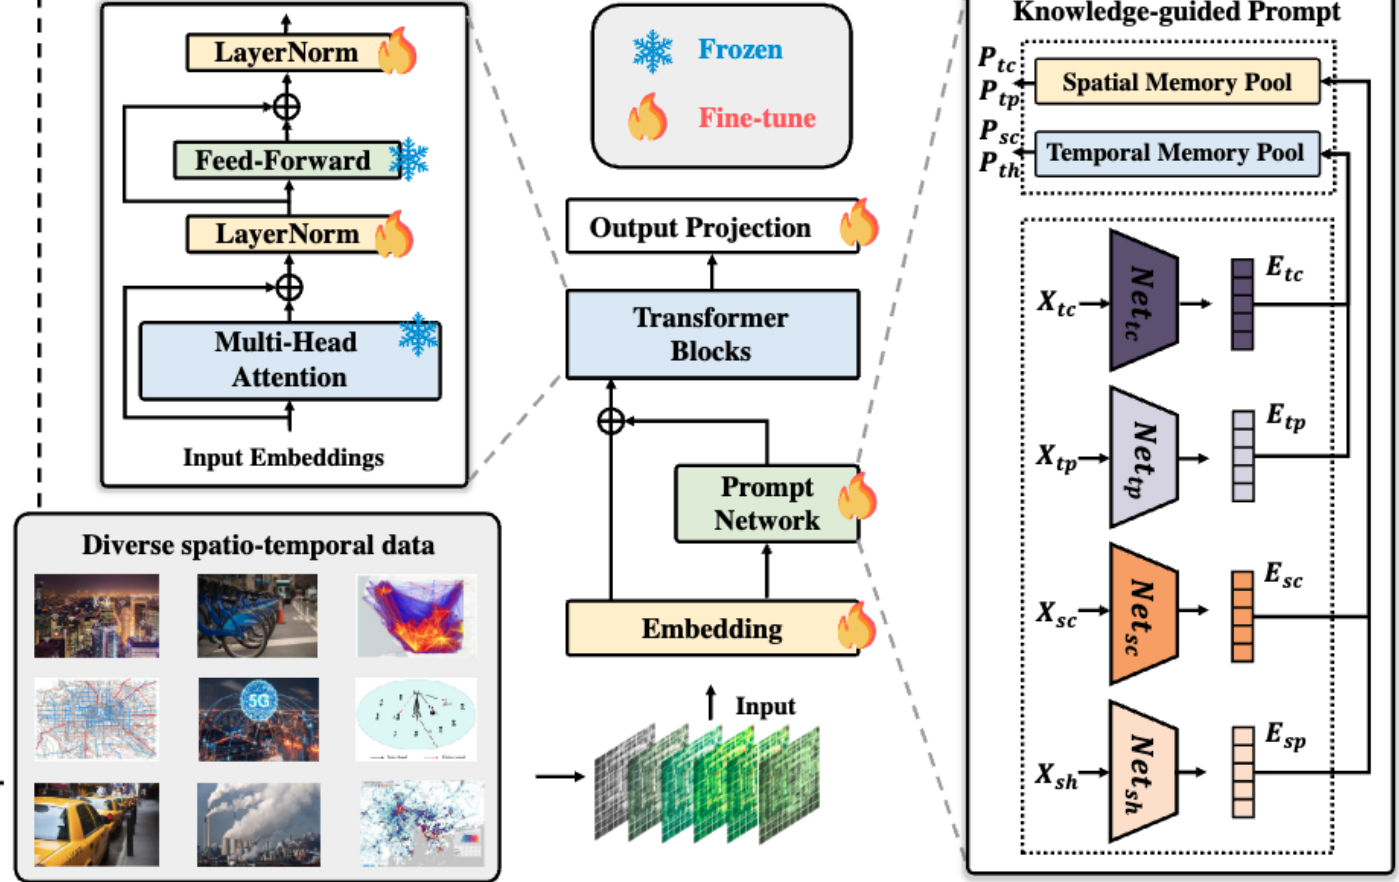 LayerNorm
Feed-Forward
LayerNorm
Multi-Head
Attention
Input Embeddings
Diverse spatio-temporal data
5G
Frozen
Fine-tune
Output Projection
Transformer
Blocks
Prompt
Network
Embedding
Input
Knowledge-guided Prompt
P_tc
P_tp
Spatial Memory Pool
P_sc
P_th
Temporal Memory Pool
X_tc Net_tc E_tc
X_tp Net_tp E_tp
X_sc Net_sc E_sc
X_sh Net_sh E_sp